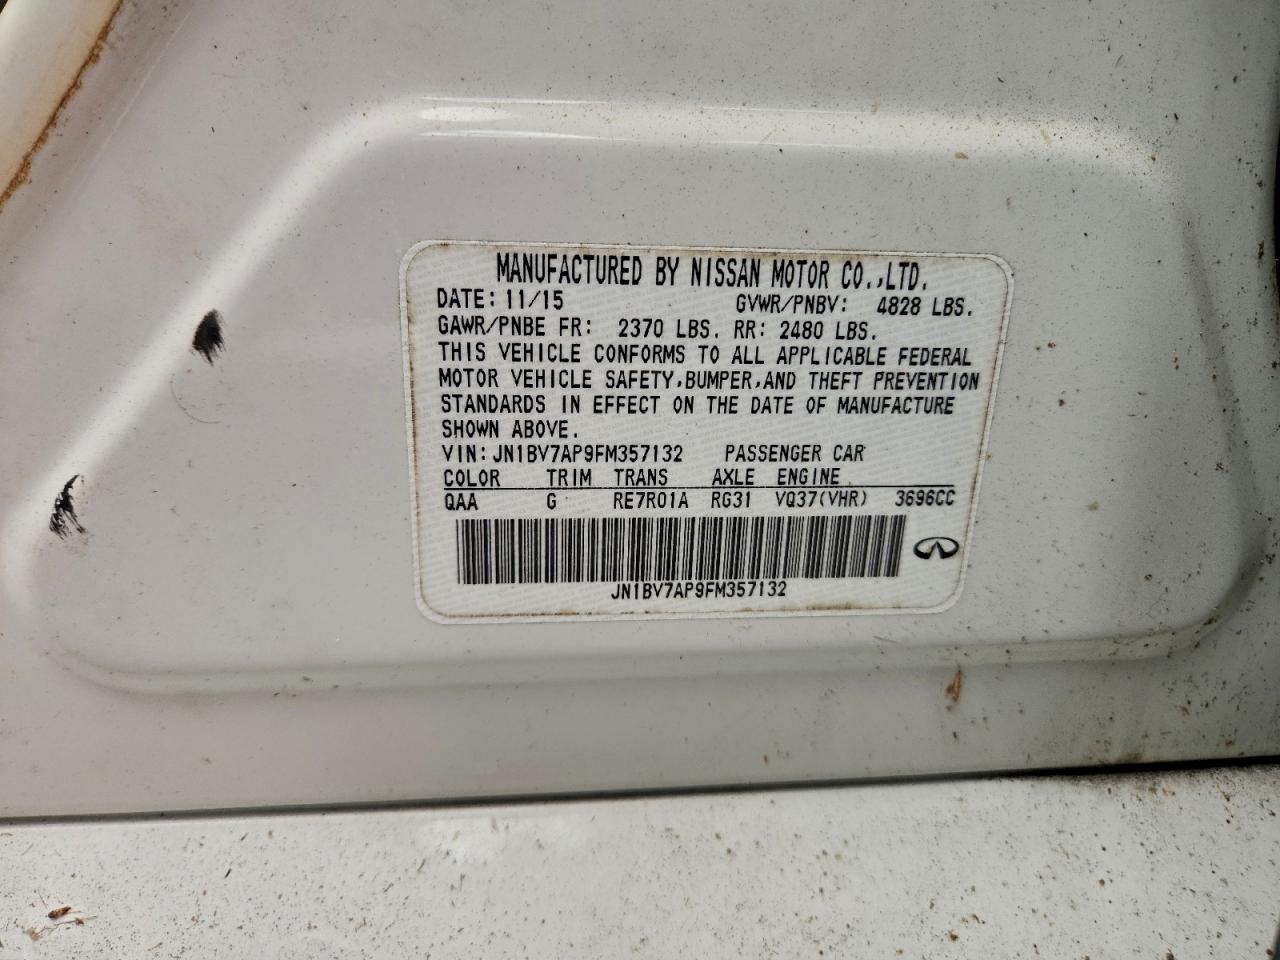 MANUFACTURED BY NISSAN MOTOR CO.,LTD.
DATE: 11/15 GVWR/PNBV: 4828 LBS.
GAWR/PNBE FR: 2370 LBS. RR: 2480 LBS.
THIS VEHICLE CONFORMS TO ALL APPLICABLE FEDERAL
MOTOR VEHICLE SAFETY,BUMPER,AND THEFT PREVENTION
STANDARDS IN EFFECT ON THE DATE OF MANUFACTURE
SHOWN ABOVE.
VIN: JN1BV7AP9FM357132 PASSENGER CAR
COLOR TRIM TRANS AXLE ENGINE
QAA G RE7R01A RG31 VQ37(VHR) 3696CC
JN1BV7AP9FM357132